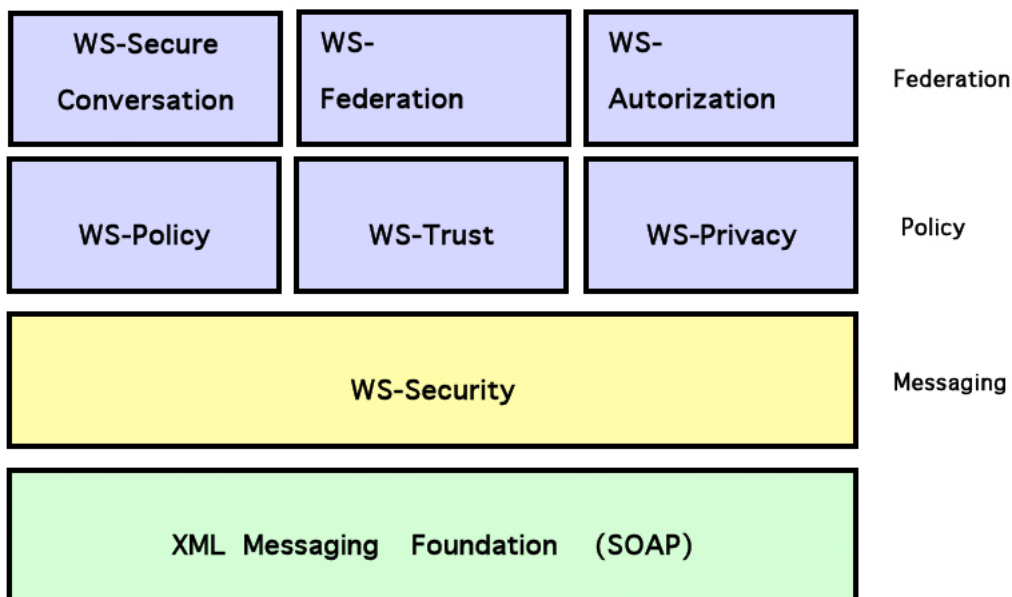 WS-Secure
Conversation
WS-
Federation
WS-
Autorization
Federation
WS-Policy
WS-Trust
WS-Privacy
Policy
WS-Security
Messaging
XML Messaging Foundation (SOAP)